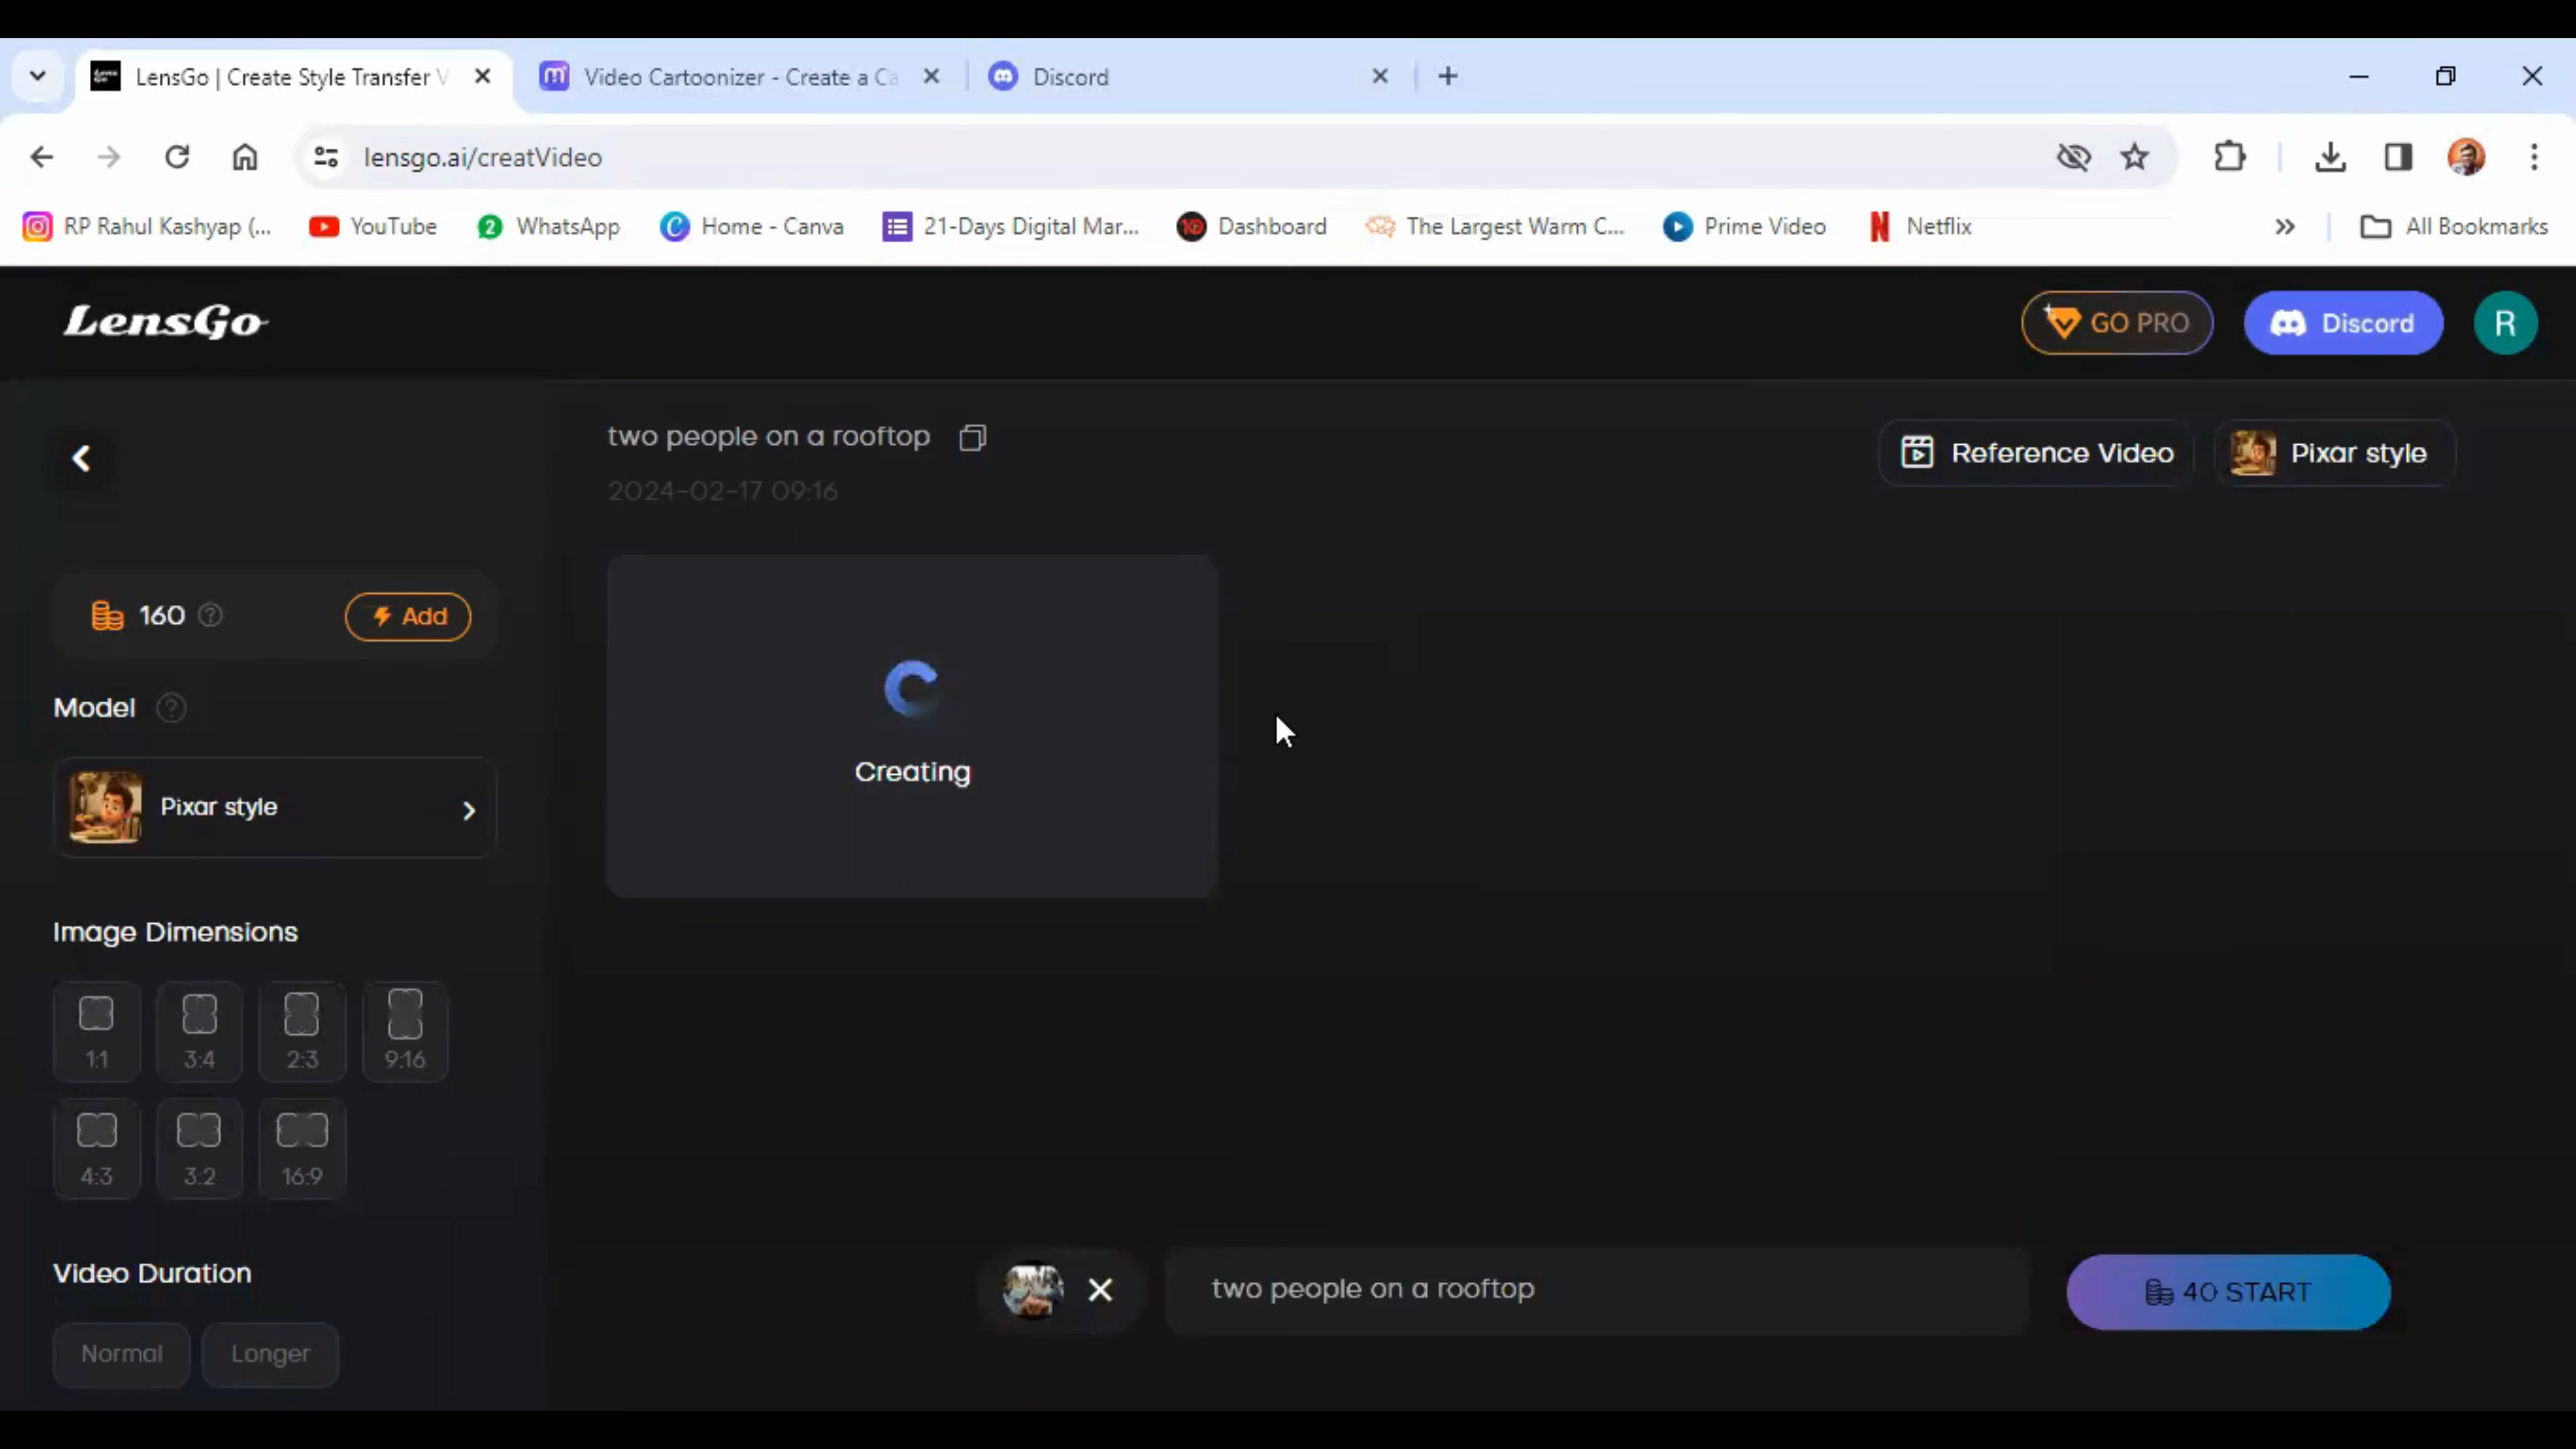 LensGo | Create Style Transfer V
Video Cartoonizer - Create a Ca
Discord
lensgo.ai/creatVideo
RP Rahul Kashyap (...
YouTube
2 WhatsApp
Home - Canva
21-Days Digital Mar...
Dashboard
The Largest Warm C...
Prime Video
Netflix
All Bookmarks
LensGo
GO PRO
Discord
R
two people on a rooftop
2024-02-17 09:16
Reference Video
Pixar style
160
Add
Model
Pixar style
Creating
Image Dimensions
1:1
3:4
2:3
9:16
4:3
3:2
16:9
Video Duration
Normal
Longer
two people on a rooftop
40 START